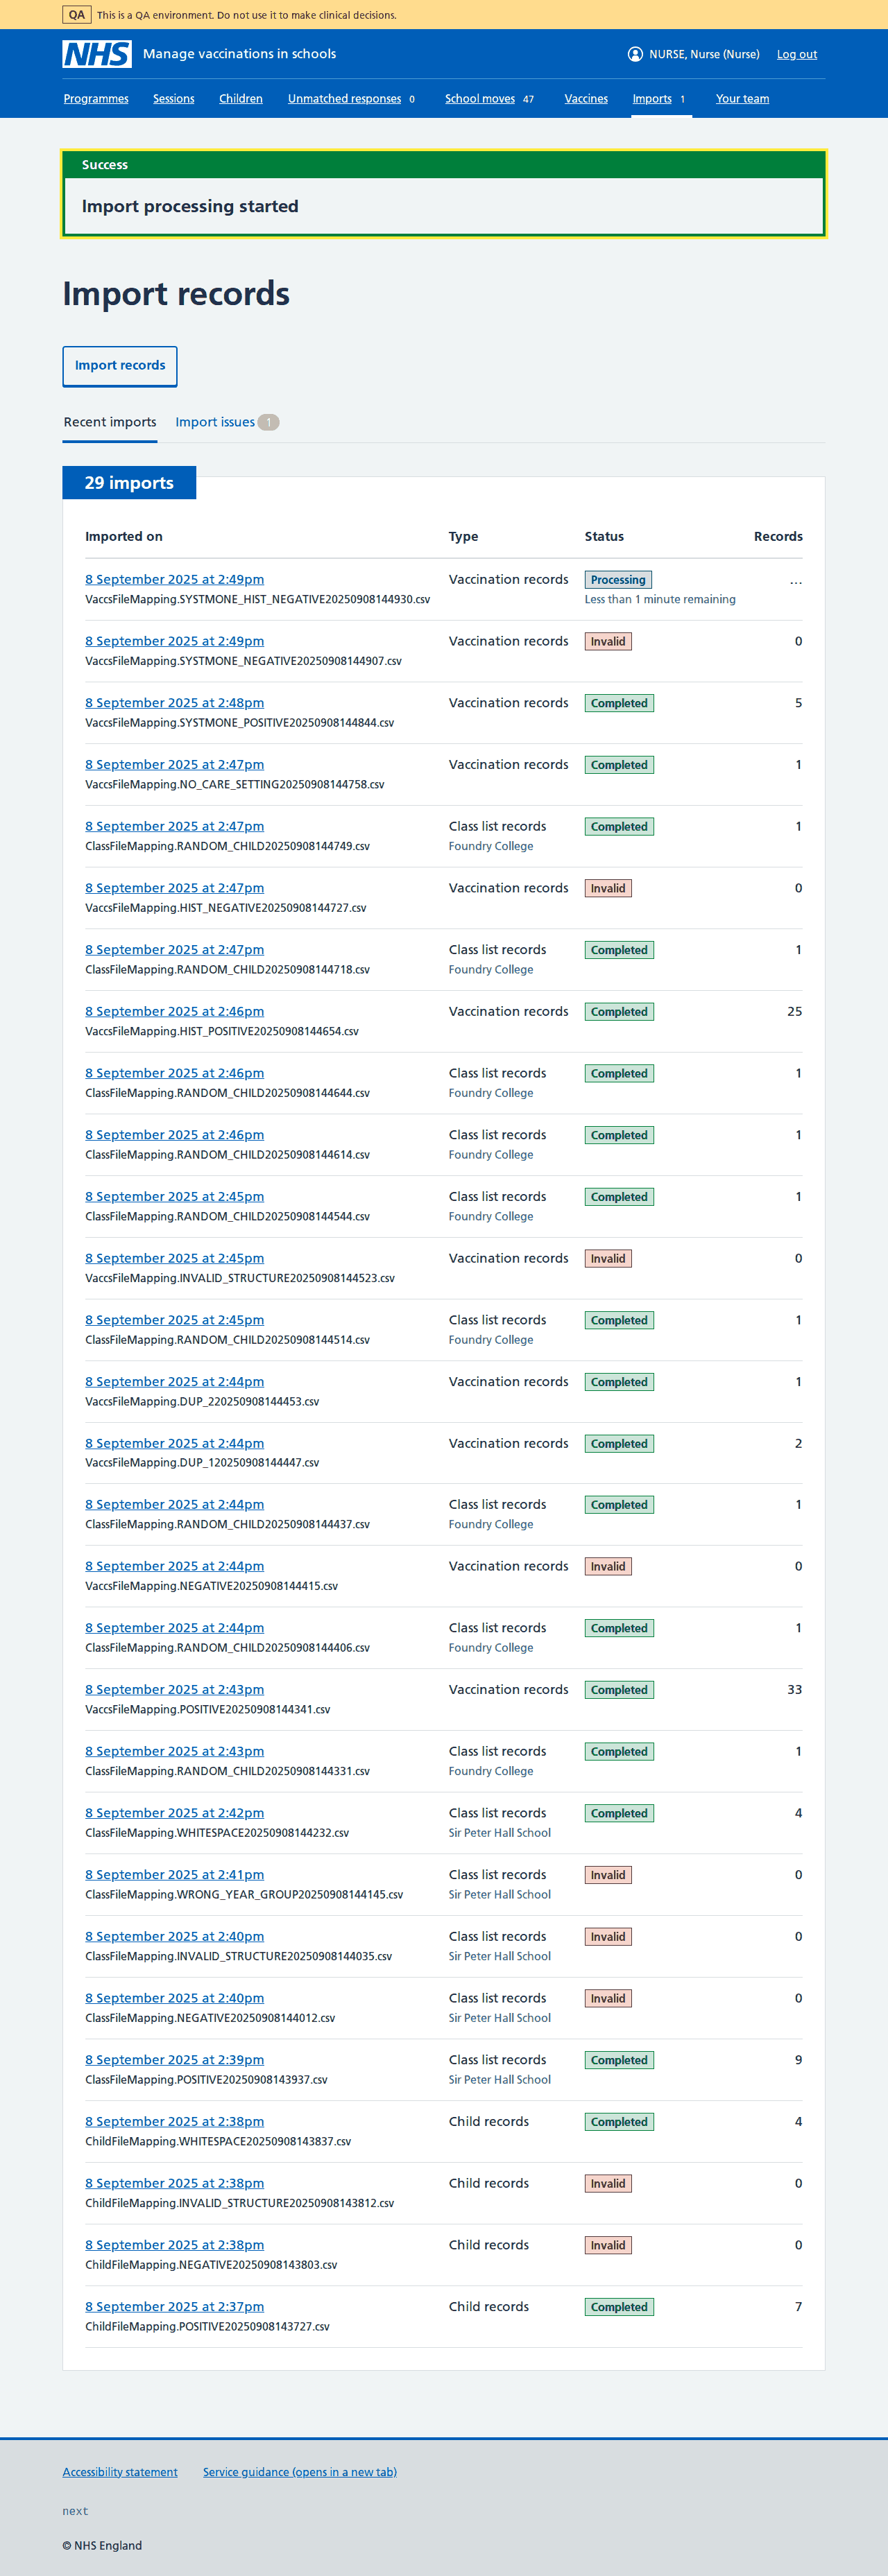 QA This is a QA environment. Do not use it to make clinical decisions.
NHS Manage vaccinations in schools NURSE, Nurse (Nurse) Log out
Programmes Sessions Children Unmatched responses 0 School moves 47 Vaccines Imports 1 Your team
Success
Import processing started
Import records
Import records
Recent imports Import issues 1
29 imports
Imported on Type Status Records
8 September 2025 at 2:49pm Vaccination records Processing ...
VaccsFileMapping.SYSTMONE_HIST_NEGATIVE20250908144930.csv Less than 1 minute remaining
8 September 2025 at 2:49pm Vaccination records Invalid 0
VaccsFileMapping.SYSTMONE_NEGATIVE20250908144907.csv
8 September 2025 at 2:48pm Vaccination records Completed 5
VaccsFileMapping.SYSTMONE_POSITIVE20250908144844.csv
8 September 2025 at 2:47pm Vaccination records Completed 1
VaccsFileMapping.NO_CARE_SETTING20250908144758.csv
8 September 2025 at 2:47pm Class list records Completed 1
ClassFileMapping.RANDOM_CHILD20250908144749.csv Foundry College
8 September 2025 at 2:47pm Vaccination records Invalid 0
VaccsFileMapping.HIST_NEGATIVE20250908144727.csv
8 September 2025 at 2:47pm Class list records Completed 1
ClassFileMapping.RANDOM_CHILD20250908144718.csv Foundry College
8 September 2025 at 2:46pm Vaccination records Completed 25
VaccsFileMapping.HIST_POSITIVE20250908144654.csv
8 September 2025 at 2:46pm Class list records Completed 1
ClassFileMapping.RANDOM_CHILD20250908144644.csv Foundry College
8 September 2025 at 2:46pm Class list records Completed 1
ClassFileMapping.RANDOM_CHILD20250908144614.csv Foundry College
8 September 2025 at 2:45pm Class list records Completed 1
ClassFileMapping.RANDOM_CHILD20250908144544.csv Foundry College
8 September 2025 at 2:45pm Vaccination records Invalid 0
VaccsFileMapping.INVALID_STRUCTURE20250908144523.csv
8 September 2025 at 2:45pm Class list records Completed 1
ClassFileMapping.RANDOM_CHILD20250908144514.csv Foundry College
8 September 2025 at 2:44pm Vaccination records Completed 1
VaccsFileMapping.DUP_220250908144453.csv
8 September 2025 at 2:44pm Vaccination records Completed 2
VaccsFileMapping.DUP_120250908144447.csv
8 September 2025 at 2:44pm Class list records Completed 1
ClassFileMapping.RANDOM_CHILD20250908144437.csv Foundry College
8 September 2025 at 2:44pm Vaccination records Invalid 0
VaccsFileMapping.NEGATIVE20250908144415.csv
8 September 2025 at 2:44pm Class list records Completed 1
ClassFileMapping.RANDOM_CHILD20250908144406.csv Foundry College
8 September 2025 at 2:43pm Vaccination records Completed 33
VaccsFileMapping.POSITIVE20250908144341.csv
8 September 2025 at 2:43pm Class list records Completed 1
ClassFileMapping.RANDOM_CHILD20250908144331.csv Foundry College
8 September 2025 at 2:42pm Class list records Completed 4
ClassFileMapping.WHITESPACE20250908144232.csv Sir Peter Hall School
8 September 2025 at 2:41pm Class list records Invalid 0
ClassFileMapping.WRONG_YEAR_GROUP20250908144145.csv Sir Peter Hall School
8 September 2025 at 2:40pm Class list records Invalid 0
ClassFileMapping.INVALID_STRUCTURE20250908144035.csv Sir Peter Hall School
8 September 2025 at 2:40pm Class list records Invalid 0
ClassFileMapping.NEGATIVE20250908144012.csv Sir Peter Hall School
8 September 2025 at 2:39pm Class list records Completed 9
ClassFileMapping.POSITIVE20250908143937.csv Sir Peter Hall School
8 September 2025 at 2:38pm Child records Completed 4
ChildFileMapping.WHITESPACE20250908143837.csv
8 September 2025 at 2:38pm Child records Invalid 0
ChildFileMapping.INVALID_STRUCTURE20250908143812.csv
8 September 2025 at 2:38pm Child records Invalid 0
ChildFileMapping.NEGATIVE20250908143803.csv
8 September 2025 at 2:37pm Child records Completed 7
ChildFileMapping.POSITIVE20250908143727.csv
Accessibility statement Service guidance (opens in a new tab)
next
© NHS England